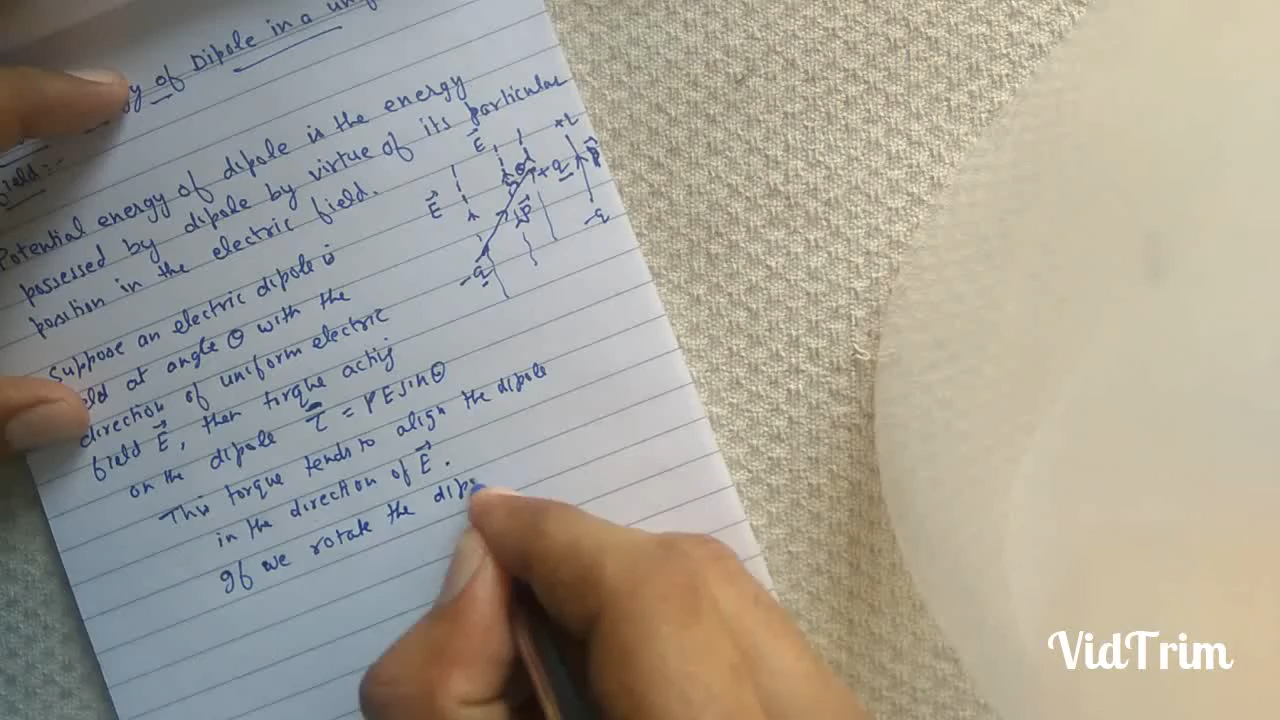 of Dipole in a
field :-
Potential energy of dipole is the energy
possessed by dipole by virtue of its particular
position in the electric field.
Suppose an electric dipole is
at angle θ with the
direction of uniform electric
field E⃗, then torque acting
on the dipole τ⃗ = PE sinθ
This torque tends to align the dipole
in the direction of E⃗.
If we rotate the dipo
E⃗
E⃗
θ
+q
P⃗
-q
P⃗
-q
VidTrim